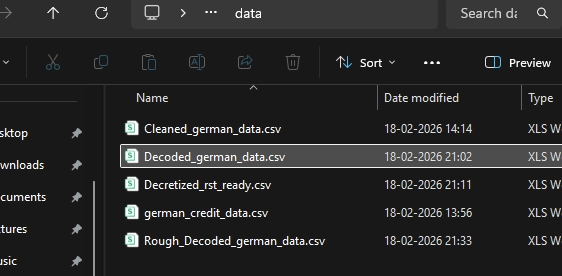 data
Search da
Sort
Preview
Name Date modified Type
sktop
wnloads
cuments
tures
usic
Cleaned_german_data.csv 18-02-2026 14:14 XLS W
Decoded_german_data.csv 18-02-2026 21:02 XLS W
Decretized_rst_ready.csv 18-02-2026 21:11 XLS W
german_credit_data.csv 18-02-2026 13:56 XLS W
Rough_Decoded_german_data.csv 18-02-2026 21:33 XLS W